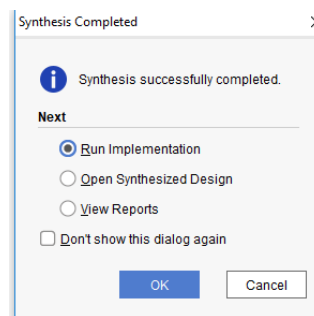 Synthesis Completed
Synthesis successfully completed.
Next
Run Implementation
Open Synthesized Design
View Reports
Don't show this dialog again
OK
Cancel